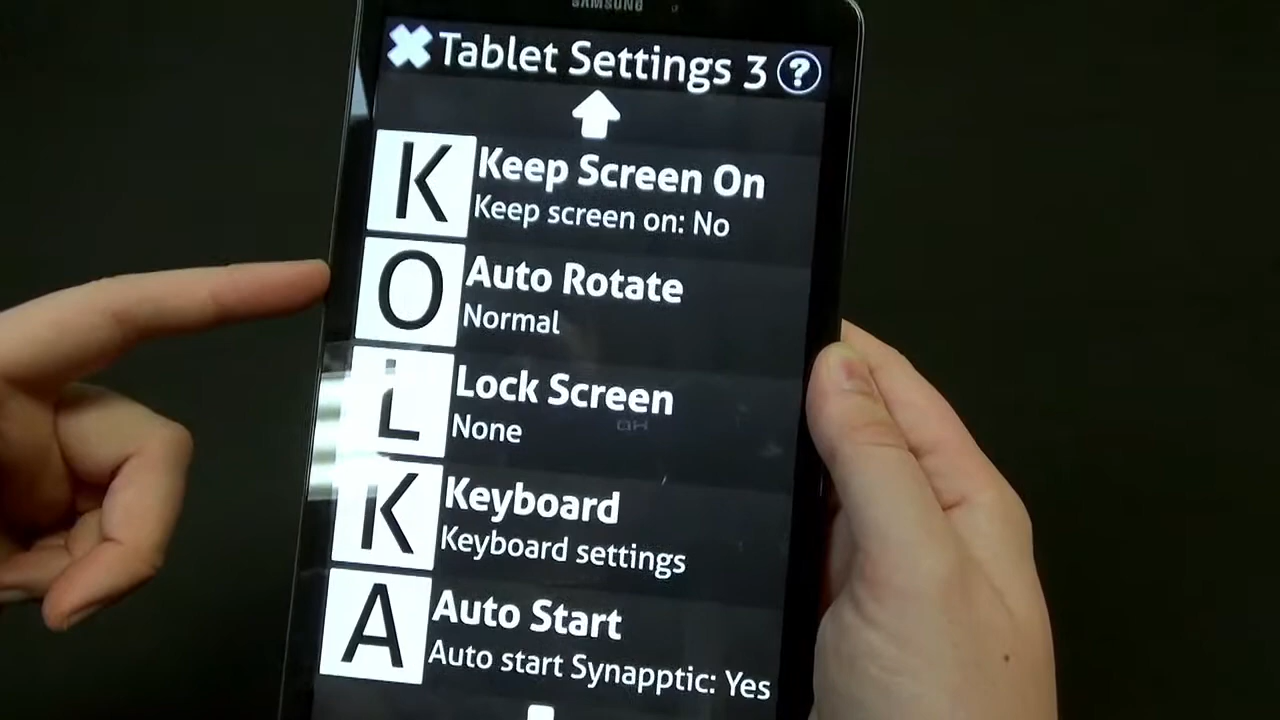 SAMSUNG
Tablet Settings 3 ?
K Keep Screen On
Keep screen on: No
O Auto Rotate
Normal
L Lock Screen
None
K Keyboard
Keyboard settings
A Auto Start
Auto start Synapptic: Yes